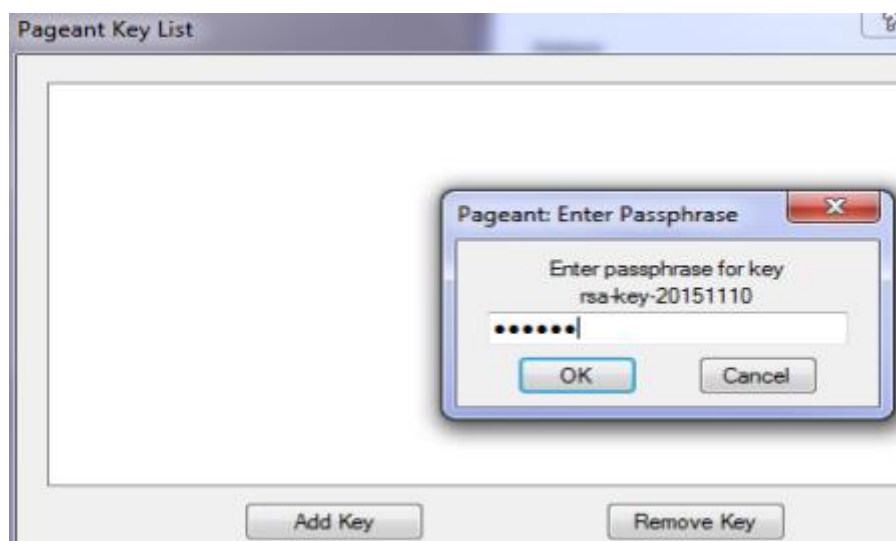 Pageant Key List
Pageant: Enter Passphrase
Enter passphrase for key
rsa-key-20151110
••••••
OK Cancel
Add Key Remove Key